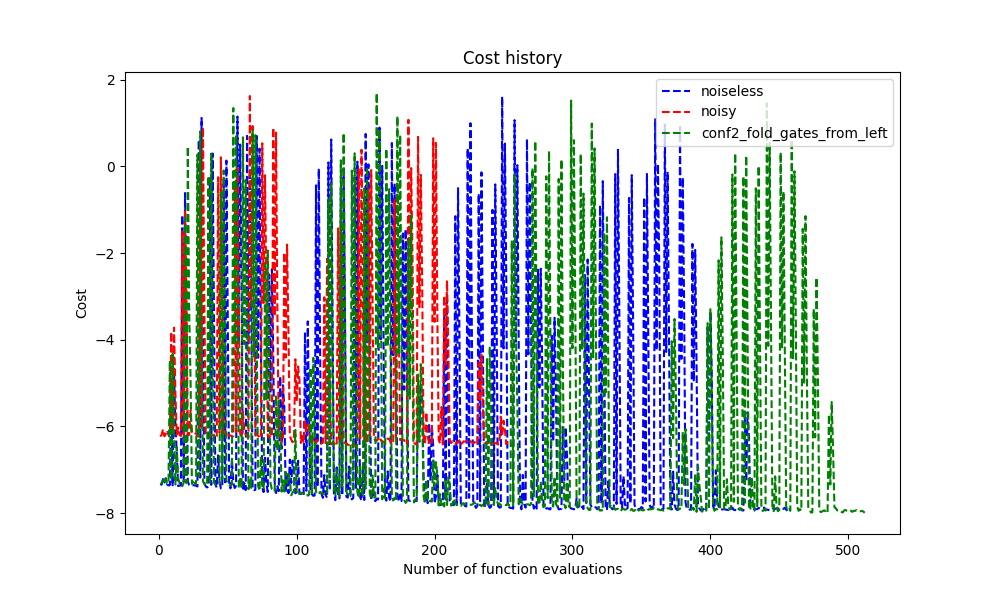 Cost history
noiseless
noisy
conf2_fold_gates_from_left
Cost
2
0
−2
−4
−6
−8
0 100 200 300 400 500
Number of function evaluations